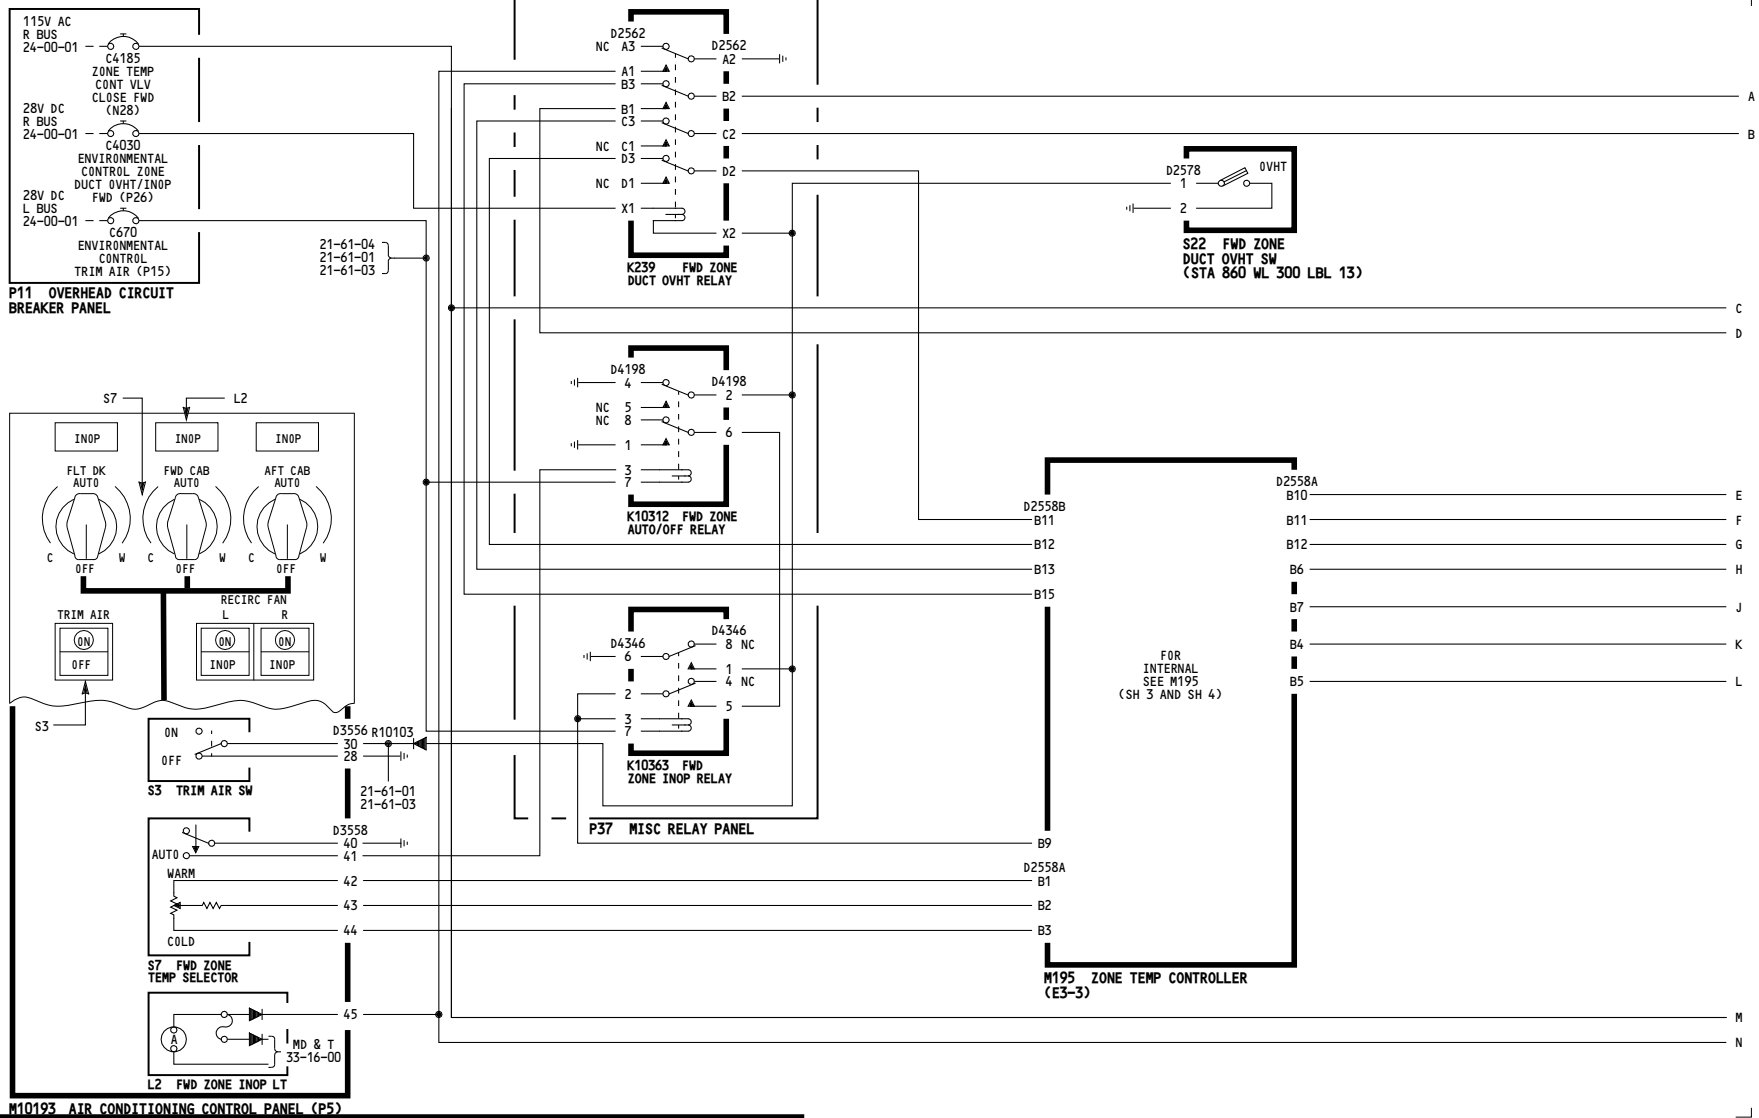 115V AC
R BUS
24-00-01
C4185
ZONE TEMP
CONT VLV
CLOSE FWD
(N28)
28V DC
R BUS
24-00-01
C4030
ENVIRONMENTAL
CONTROL ZONE
DUCT OVHT/INOP
FWD (P26)
28V DC
L BUS
24-00-01
C670
ENVIRONMENTAL
CONTROL
TRIM AIR (P15)
P11 OVERHEAD CIRCUIT
BREAKER PANEL
21-61-04
21-61-01
21-61-03
D2562
NC A3
A1
B3
B1
C3
NC C1
D3
NC D1
X1
D2562
A2
B2
C2
D2
X2
K239 FWD ZONE
DUCT OVHT RELAY
D2578
1
2
OVHT
S22 FWD ZONE
DUCT OVHT SW
(STA 860 WL 300 LBL 13)
A
B
C
D
D4198
4
NC 5
NC 8
1
3
7
D4198
2
6
K10312 FWD ZONE
AUTO/OFF RELAY
S7
L2
INOP
INOP
INOP
FLT DK
AUTO
FWD CAB
AUTO
AFT CAB
AUTO
C
W
C
W
C
W
OFF
OFF
OFF
RECIRC FAN
TRIM AIR
L
R
ON
OFF
ON
INOP
ON
INOP
S3
D4346
6
2
3
7
D4346
8 NC
1
4 NC
5
K10363 FWD
ZONE INOP RELAY
P37 MISC RELAY PANEL
ON
OFF
S3 TRIM AIR SW
D3556
30
28
R10103
21-61-01
21-61-03
AUTO
WARM
COLD
S7 FWD ZONE
TEMP SELECTOR
D3558
40
41
42
43
44
45
A
MD & T
33-16-00
L2 FWD ZONE INOP LT
M10193 AIR CONDITIONING CONTROL PANEL (P5)
D2558B
B11
B12
B13
B15
B9
D2558A
B1
B2
B3
FOR
INTERNAL
SEE M195
(SH 3 AND SH 4)
D2558A
B10
B11
B12
B6
B7
B4
B5
M195 ZONE TEMP CONTROLLER
(E3-3)
E
F
G
H
J
K
L
M
N